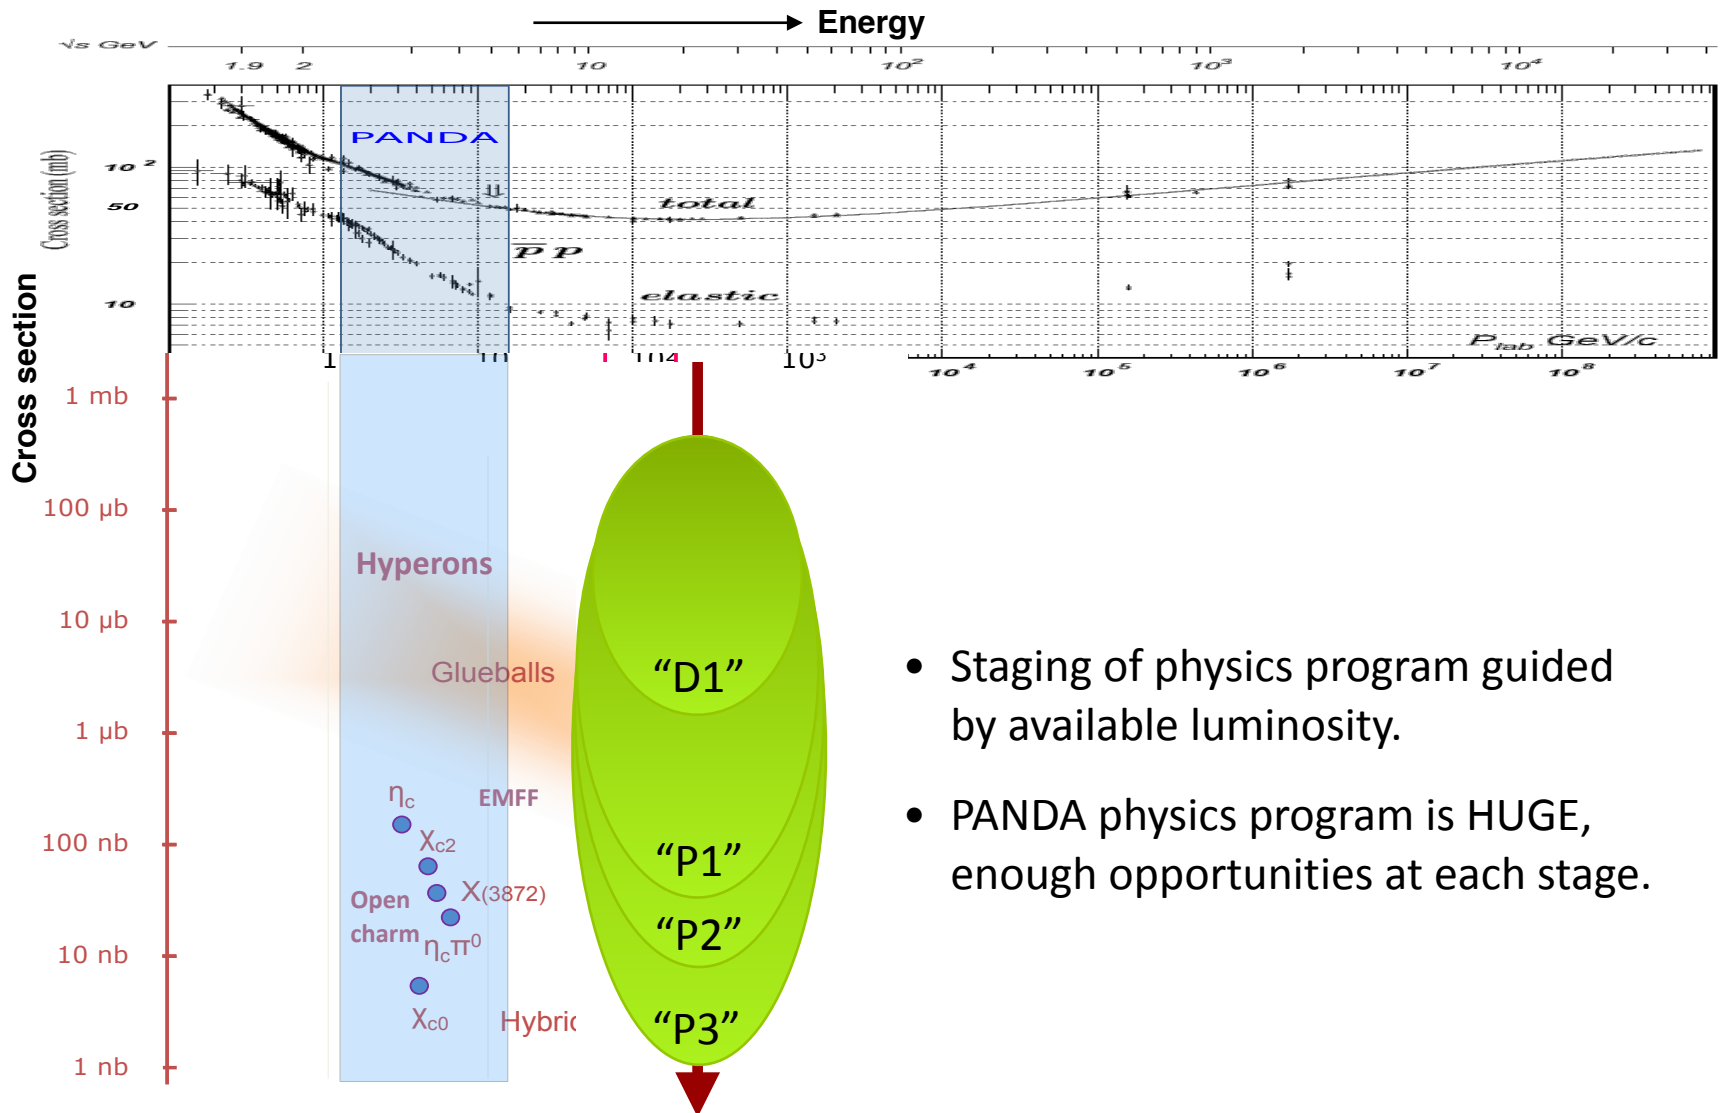 Energy
√s GeV
1.9 2 10 10² 10³ 10⁴
PANDA
Cross section (mb)
10²
⇊
50
total
p̅p
10
elastic
P_lab GeV/c
1 10 10³ 10⁴ 10⁵ 10⁶ 10⁷ 10⁸
Cross section
1 mb
100 µb
Hyperons
10 µb
Glueballs
"D1"
1 µb
ηc
EMFF
100 nb
χc2
"P1"
X(3872)
Open
charm
ηcπ⁰
"P2"
10 nb
χc0
Hybric
"P3"
1 nb
• Staging of physics program guided
by available luminosity.
• PANDA physics program is HUGE,
enough opportunities at each stage.